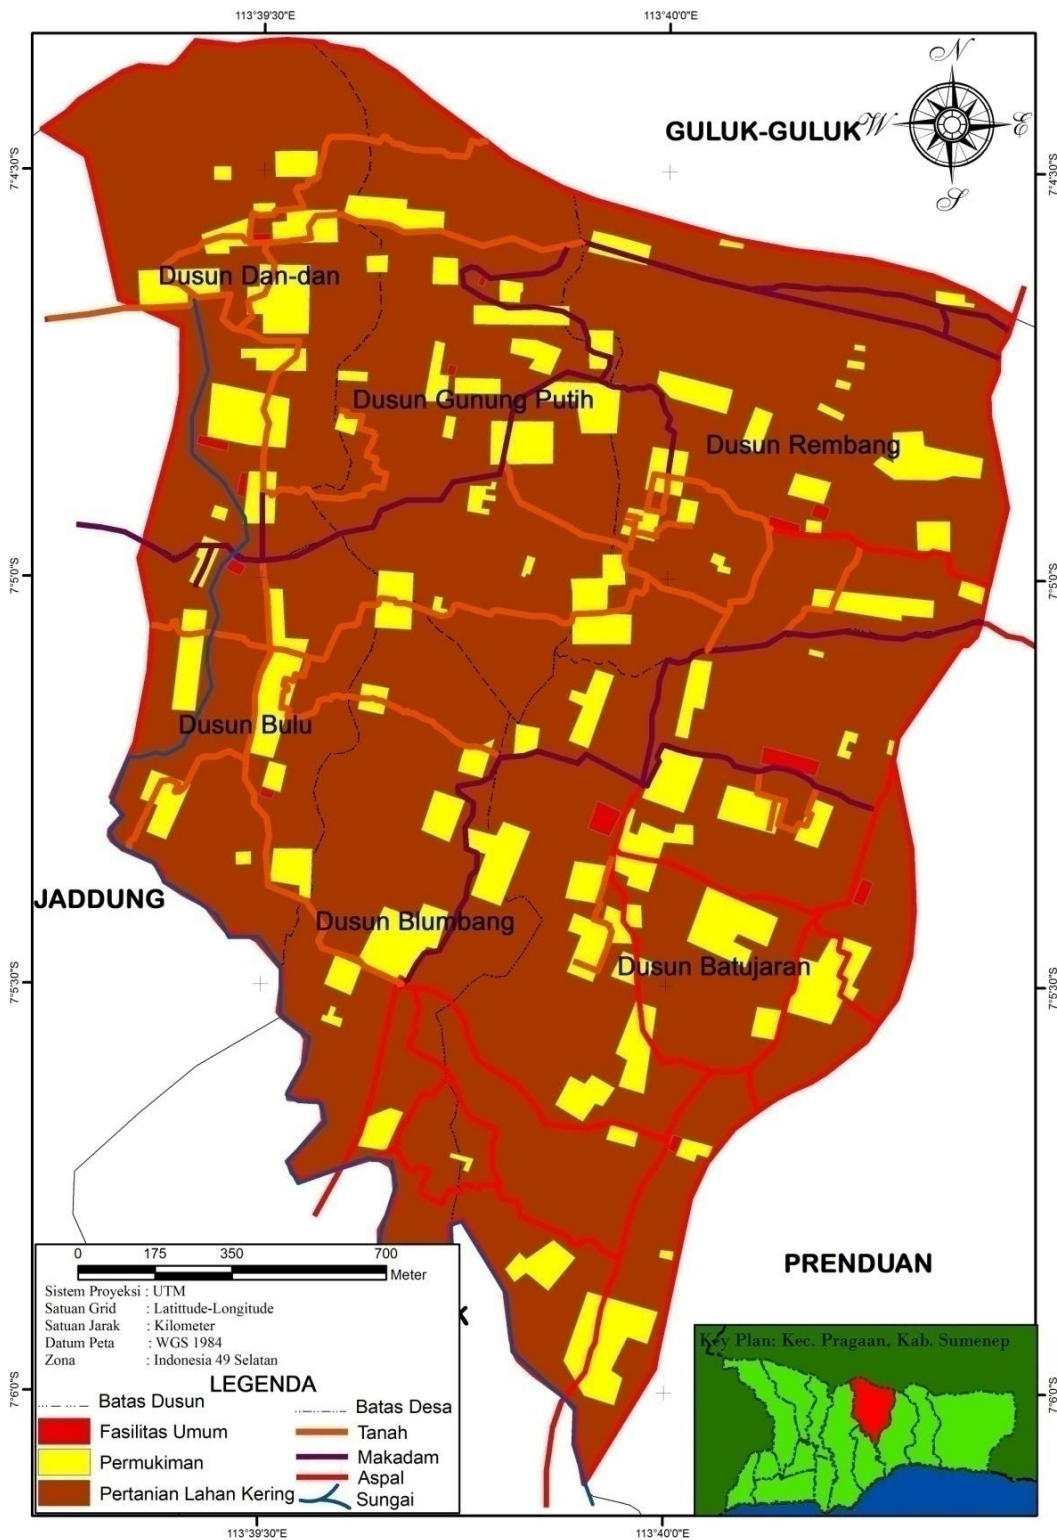 113°39'30"E
113°40'0"E
N
GULUK-GULUK
W
E
S
7°4'30"S
7°4'30"S
Dusun Dan-dan
Dusun Gunung Putih
Dusun Rembang
7°5'0"S
7°5'0"S
Dusun Bulu
JADDUNG
Dusun Blumbang
Dusun Batujaran
7°5'30"S
7°5'30"S
PRENDUAN
K
0 175 350 700
Meter
Sistem Proyeksi : UTM
Satuan Grid : Latittude-Longitude
Satuan Jarak : Kilometer
Datum Peta : WGS 1984
Zona : Indonesia 49 Selatan
LEGENDA
Batas Dusun
Fasilitas Umum
Permukiman
Pertanian Lahan Kering
Batas Desa
Tanah
Makadam
Aspal
Sungai
Key Plan: Kec. Pragaan, Kab. Sumenep
7°6'0"S
7°6'0"S
113°39'30"E
113°40'0"E